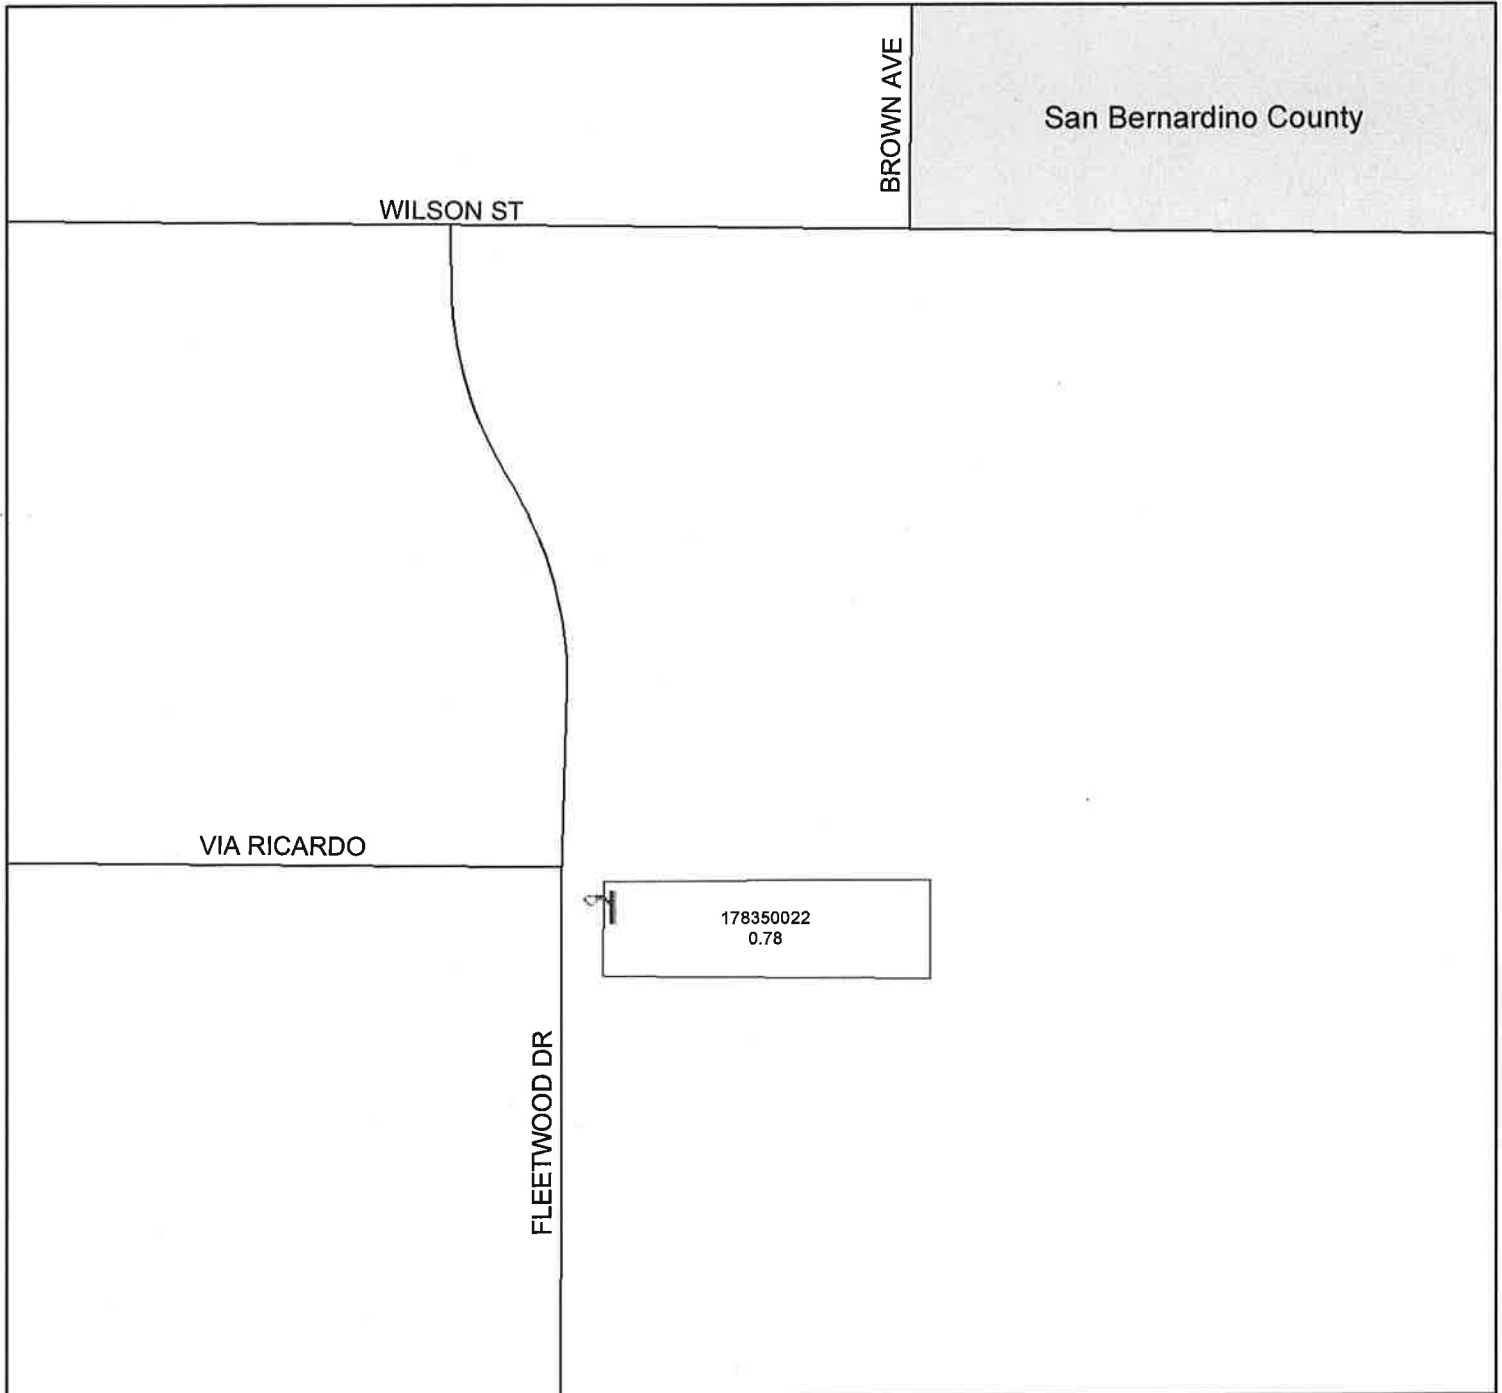 BROWN AVE
San Bernardino County
WILSON ST
VIA RICARDO
178350022
0.78
FLEETWOOD DR